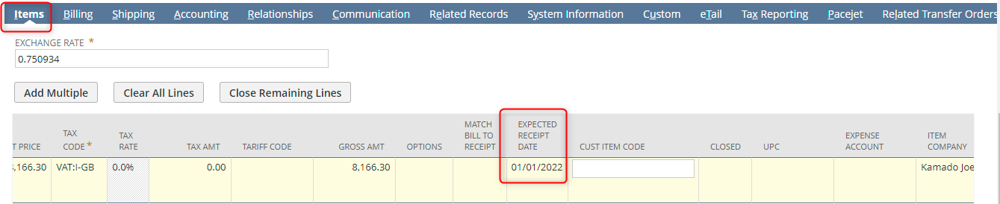 Items Billing Shipping Accounting Relationships Communication Related Records System Information Custom eTail Tax Reporting Pacejet Related Transfer Orders
EXCHANGE RATE *
0.750934
Add Multiple Clear All Lines Close Remaining Lines
T PRICE TAX CODE * TAX RATE TAX AMT TARIFF CODE GROSS AMT OPTIONS MATCH BILL TO RECEIPT EXPECTED RECEIPT DATE CUST ITEM CODE CLOSED UPC EXPENSE ACCOUNT ITEM COMPANY
,166.30 VAT:I-GB 0.0% 0.00 8,166.30 01/01/2022 Kamado Joe